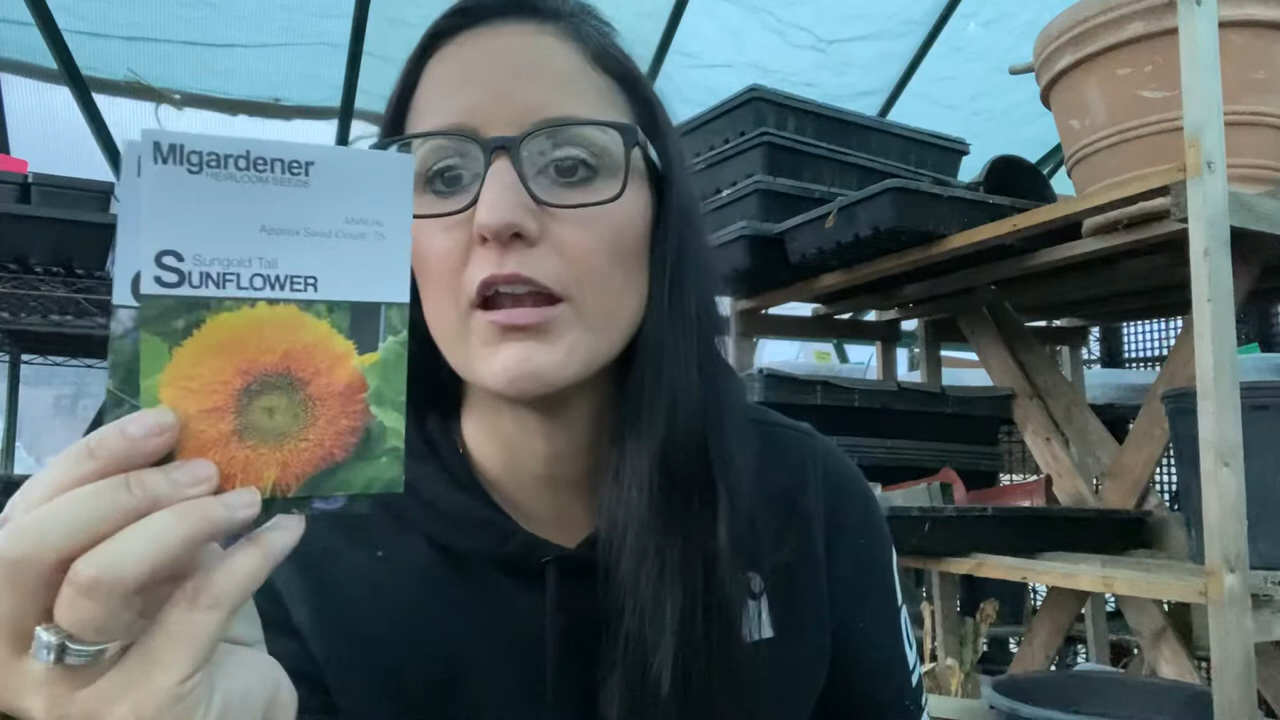 MIgardener
HEIRLOOM SEEDS
ANNUAL
Approx Seed Count: 75
Sungold Tall
SUNFLOWER